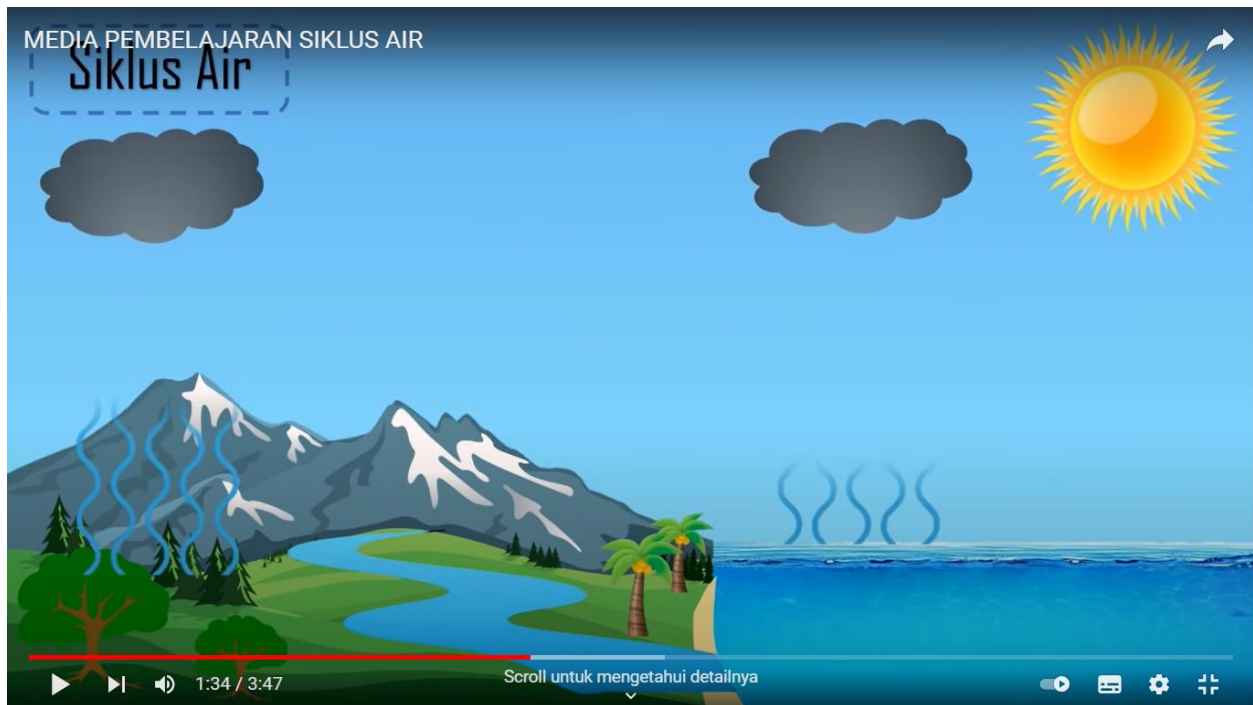 MEDIA PEMBELAJARAN SIKLUS AIR
Siklus Air
1:34 / 3:47
Scroll untuk mengetahui detailnya